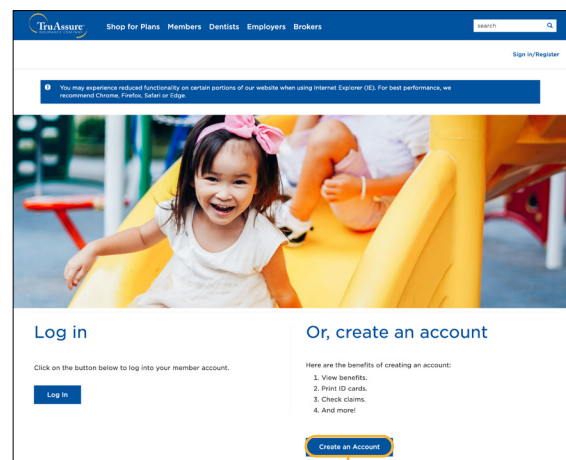 TruAssure
INSURANCE COMPANY
Shop for Plans Members Dentists Employers Brokers
search
Sign in/Register
You may experience reduced functionality on certain portions of our website when using Internet Explorer (IE). For best performance, we
recommend Chrome, Firefox, Safari or Edge.
Log in
Click on the button below to log into your member account.
Log In
Or, create an account
Here are the benefits of creating an account:
1. View benefits.
2. Print ID cards.
3. Check claims.
4. And more!
Create an Account